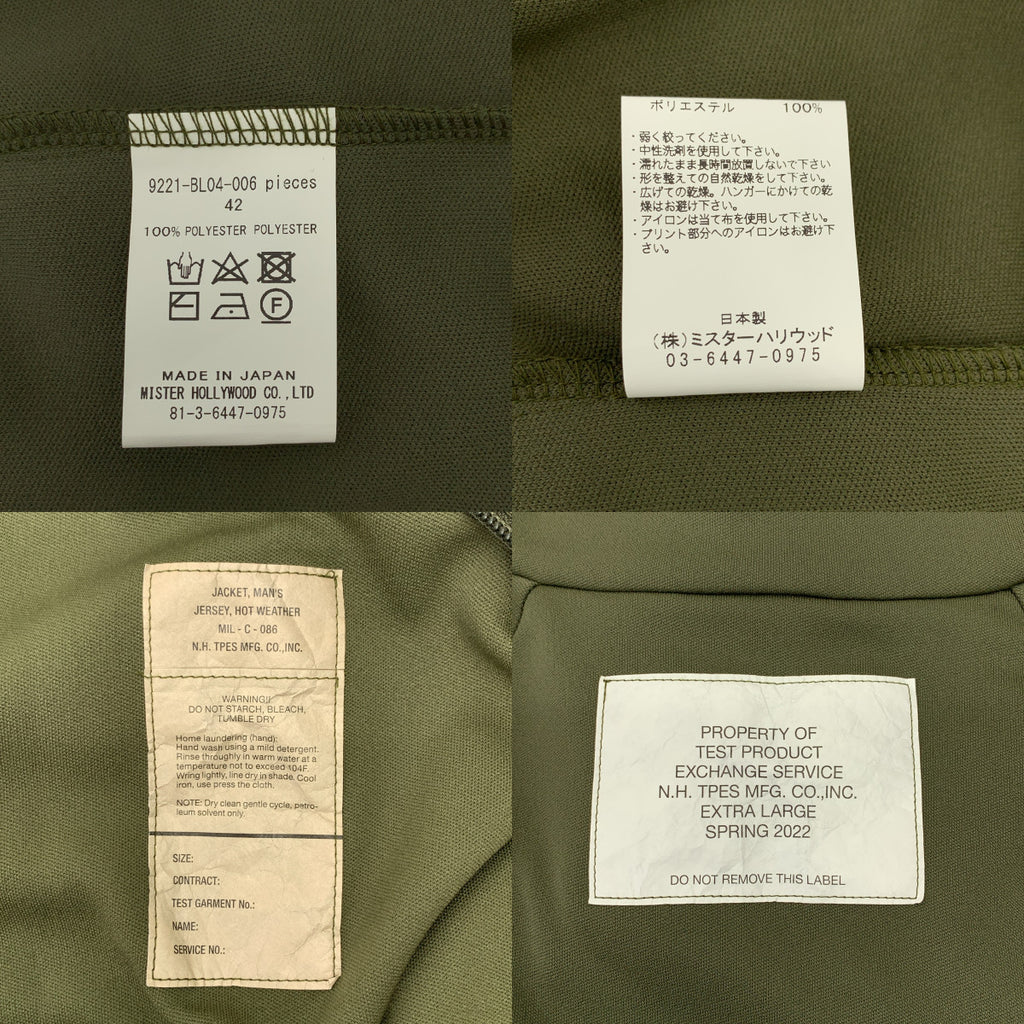 9221-BL04-006 pieces
42
100% POLYESTER POLYESTER
F
MADE IN JAPAN
MISTER HOLLYWOOD CO.,LTD
81-3-6447-0975
ポリエステル 100%
・弱く絞ってください。
・中性洗剤を使用して下さい。
・濡れたまま長時間放置しないで下さい
・形を整えての自然乾燥をして下さい。
・広げての乾燥。ハンガーにかけての乾
燥はお避け下さい。
・アイロンは当て布を使用して下さい。
・プリント部分へのアイロンはお避け下
さい。
日本製
(株)ミスターハリウッド
03-6447-0975
JACKET, MAN'S
JERSEY, HOT WEATHER
MIL - C - 086
N.H. TPES MFG. CO.,INC.
WARNING!!
DO NOT STARCH, BLEACH,
TUMBLE DRY
Home laundering (hand):
Hand wash using a mild detergent.
Rinse throughly in warm water at a
temperature not to exceed 104F.
Wring lightly, line dry in shade. Cool
iron, use press the cloth.
NOTE: Dry clean gentle cycle, petro-
leum solvent only.
SIZE:
CONTRACT:
TEST GARMENT No.:
NAME:
SERVICE NO.:
PROPERTY OF
TEST PRODUCT
EXCHANGE SERVICE
N.H. TPES MFG. CO.,INC.
EXTRA LARGE
SPRING 2022
DO NOT REMOVE THIS LABEL